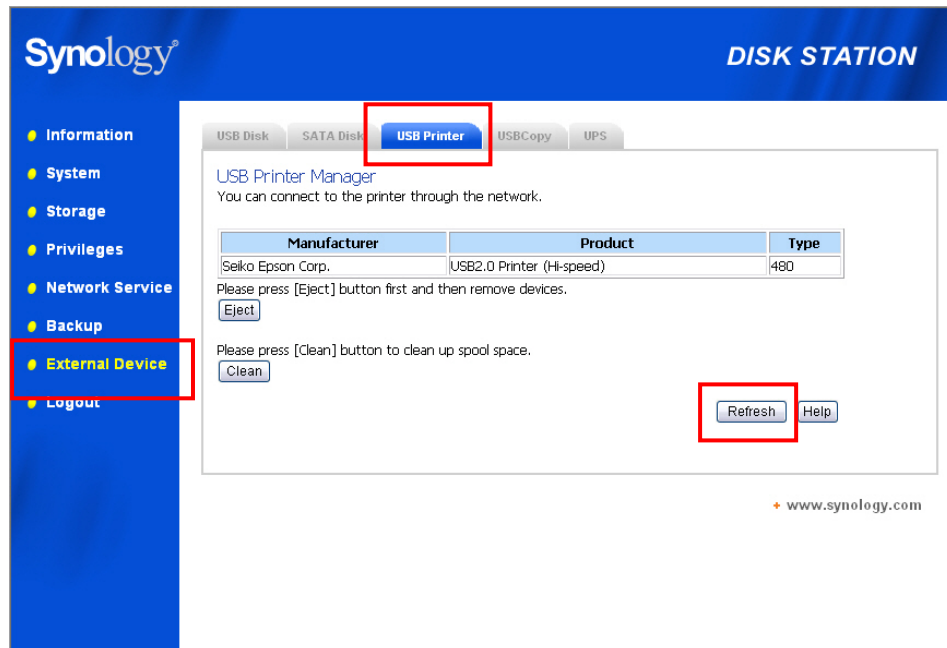 Synology®
DISK STATION
Information
System
Storage
Privileges
Network Service
Backup
External Device
Logout
USB Disk SATA Disk USB Printer USBCopy UPS
USB Printer Manager
You can connect to the printer through the network.
Manufacturer Product Type
Seiko Epson Corp. USB2.0 Printer (Hi-speed) 480
Please press [Eject] button first and then remove devices.
Eject
Please press [Clean] button to clean up spool space.
Clean
Refresh Help
www.synology.com